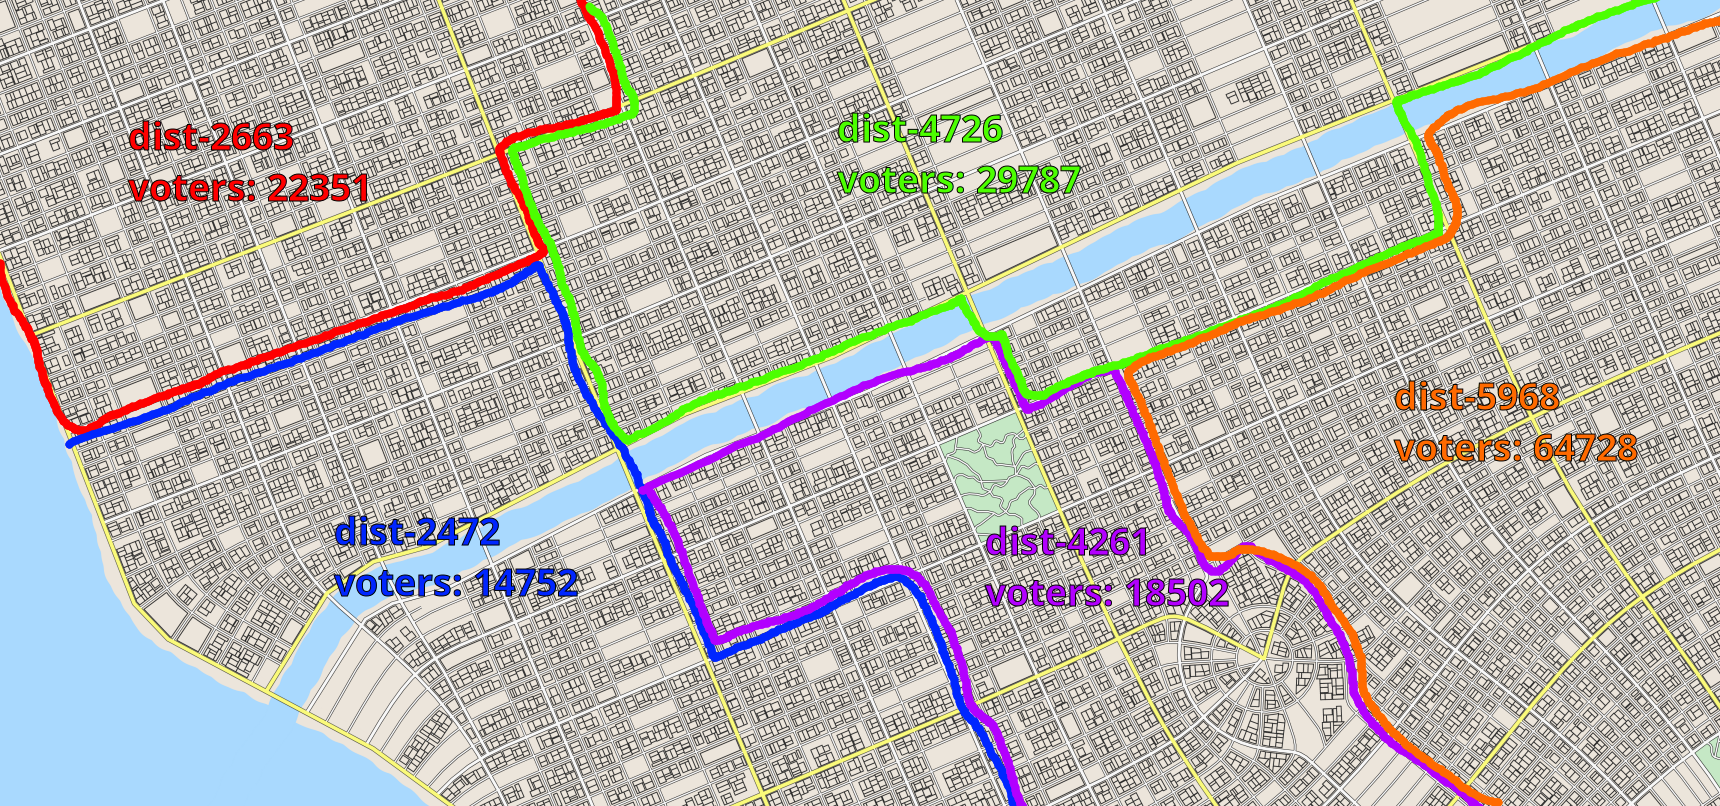 dist-2663
voters: 22351
dist-4726
voters: 29787
dist-5968
voters: 64728
dist-2472
voters: 14752
dist-4261
voters: 18502